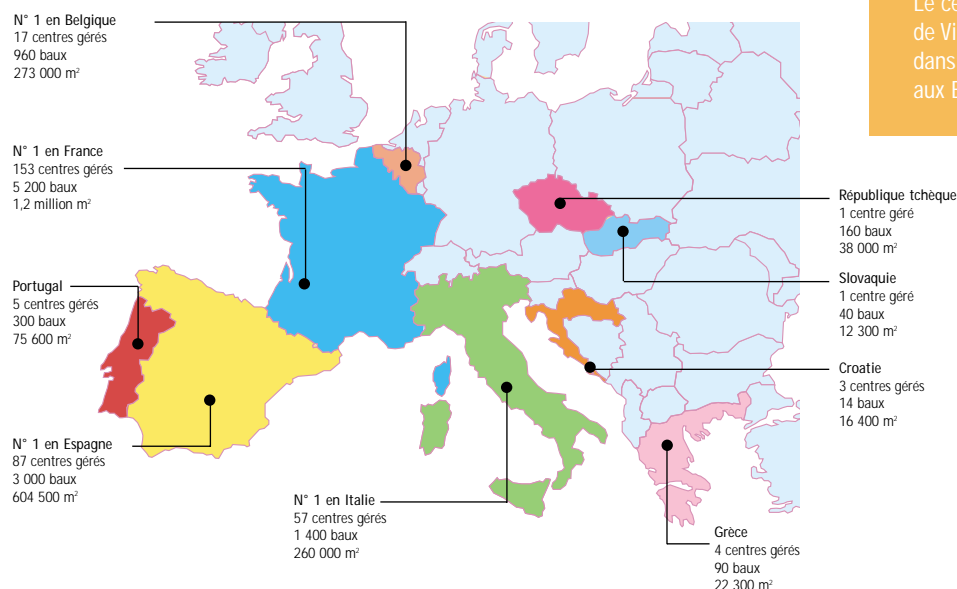 N° 1 en Belgique
17 centres gérés
960 baux
273 000 m²
N° 1 en France
153 centres gérés
5 200 baux
1,2 million m²
Portugal
5 centres gérés
300 baux
75 600 m²
N° 1 en Espagne
87 centres gérés
3 000 baux
604 500 m²
N° 1 en Italie
57 centres gérés
1 400 baux
260 000 m²
Grèce
4 centres gérés
90 baux
22 300 m²
République tchèque
1 centre géré
160 baux
38 000 m²
Slovaquie
1 centre géré
40 baux
12 300 m²
Croatie
3 centres gérés
14 baux
16 400 m²
Le
de
dans
aux